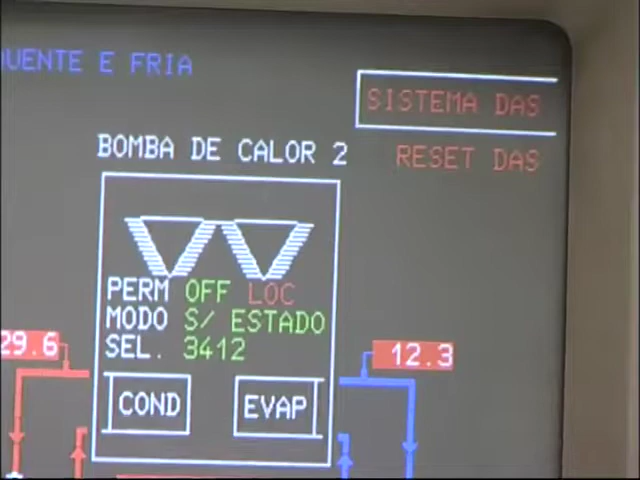 QUENTE E FRIA
SISTEMA DAS
RESET DAS
BOMBA DE CALOR 2
PERM OFF LOC
MODO S/ ESTADO
SEL. 3412
29.6
12.3
COND
EVAP